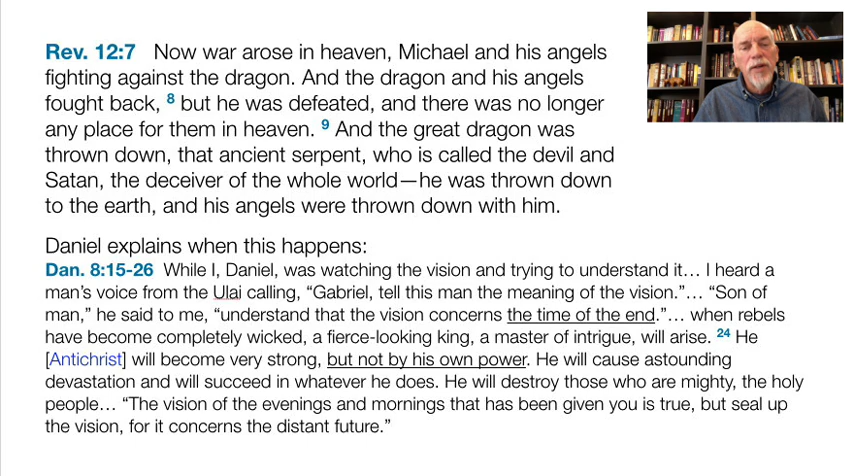 Rev. 12:7 Now war arose in heaven, Michael and his angels
fighting against the dragon. And the dragon and his angels
fought back, 8 but he was defeated, and there was no longer
any place for them in heaven. 9 And the great dragon was
thrown down, that ancient serpent, who is called the devil and
Satan, the deceiver of the whole world—he was thrown down
to the earth, and his angels were thrown down with him.
Daniel explains when this happens:
Dan. 8:15-26 While I, Daniel, was watching the vision and trying to understand it… I heard a
man’s voice from the Ulai calling, “Gabriel, tell this man the meaning of the vision.”… “Son of
man,” he said to me, “understand that the vision concerns the time of the end.”… when rebels
have become completely wicked, a fierce-looking king, a master of intrigue, will arise. 24 He
[Antichrist] will become very strong, but not by his own power. He will cause astounding
devastation and will succeed in whatever he does. He will destroy those who are mighty, the holy
people… “The vision of the evenings and mornings that has been given you is true, but seal up
the vision, for it concerns the distant future.”